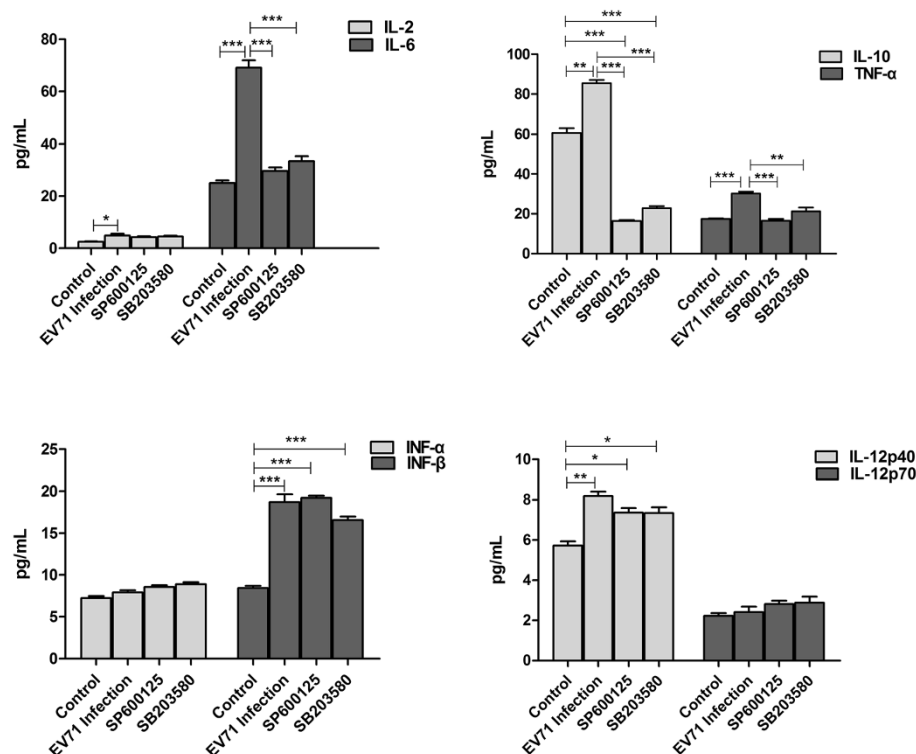 IL-2
IL-6
*
***
***
***
pg/mL
80
60
40
20
0
Control
EV71 Infection
SP600125
SB203580
Control
EV71 Infection
SP600125
SB203580
IL-10
TNF-α
***
***
**
***
***
***
***
**
pg/mL
100
80
60
40
20
0
Control
EV71 Infection
SP600125
SB203580
Control
EV71 Infection
SP600125
SB203580
INF-α
INF-β
***
***
***
pg/mL
25
20
15
10
5
0
Control
EV71 Infection
SP600125
SB203580
Control
EV71 Infection
SP600125
SB203580
IL-12p40
IL-12p70
*
*
**
pg/mL
10
8
6
4
2
0
Control
EV71 Infection
SP600125
SB203580
Control
EV71 Infection
SP600125
SB203580